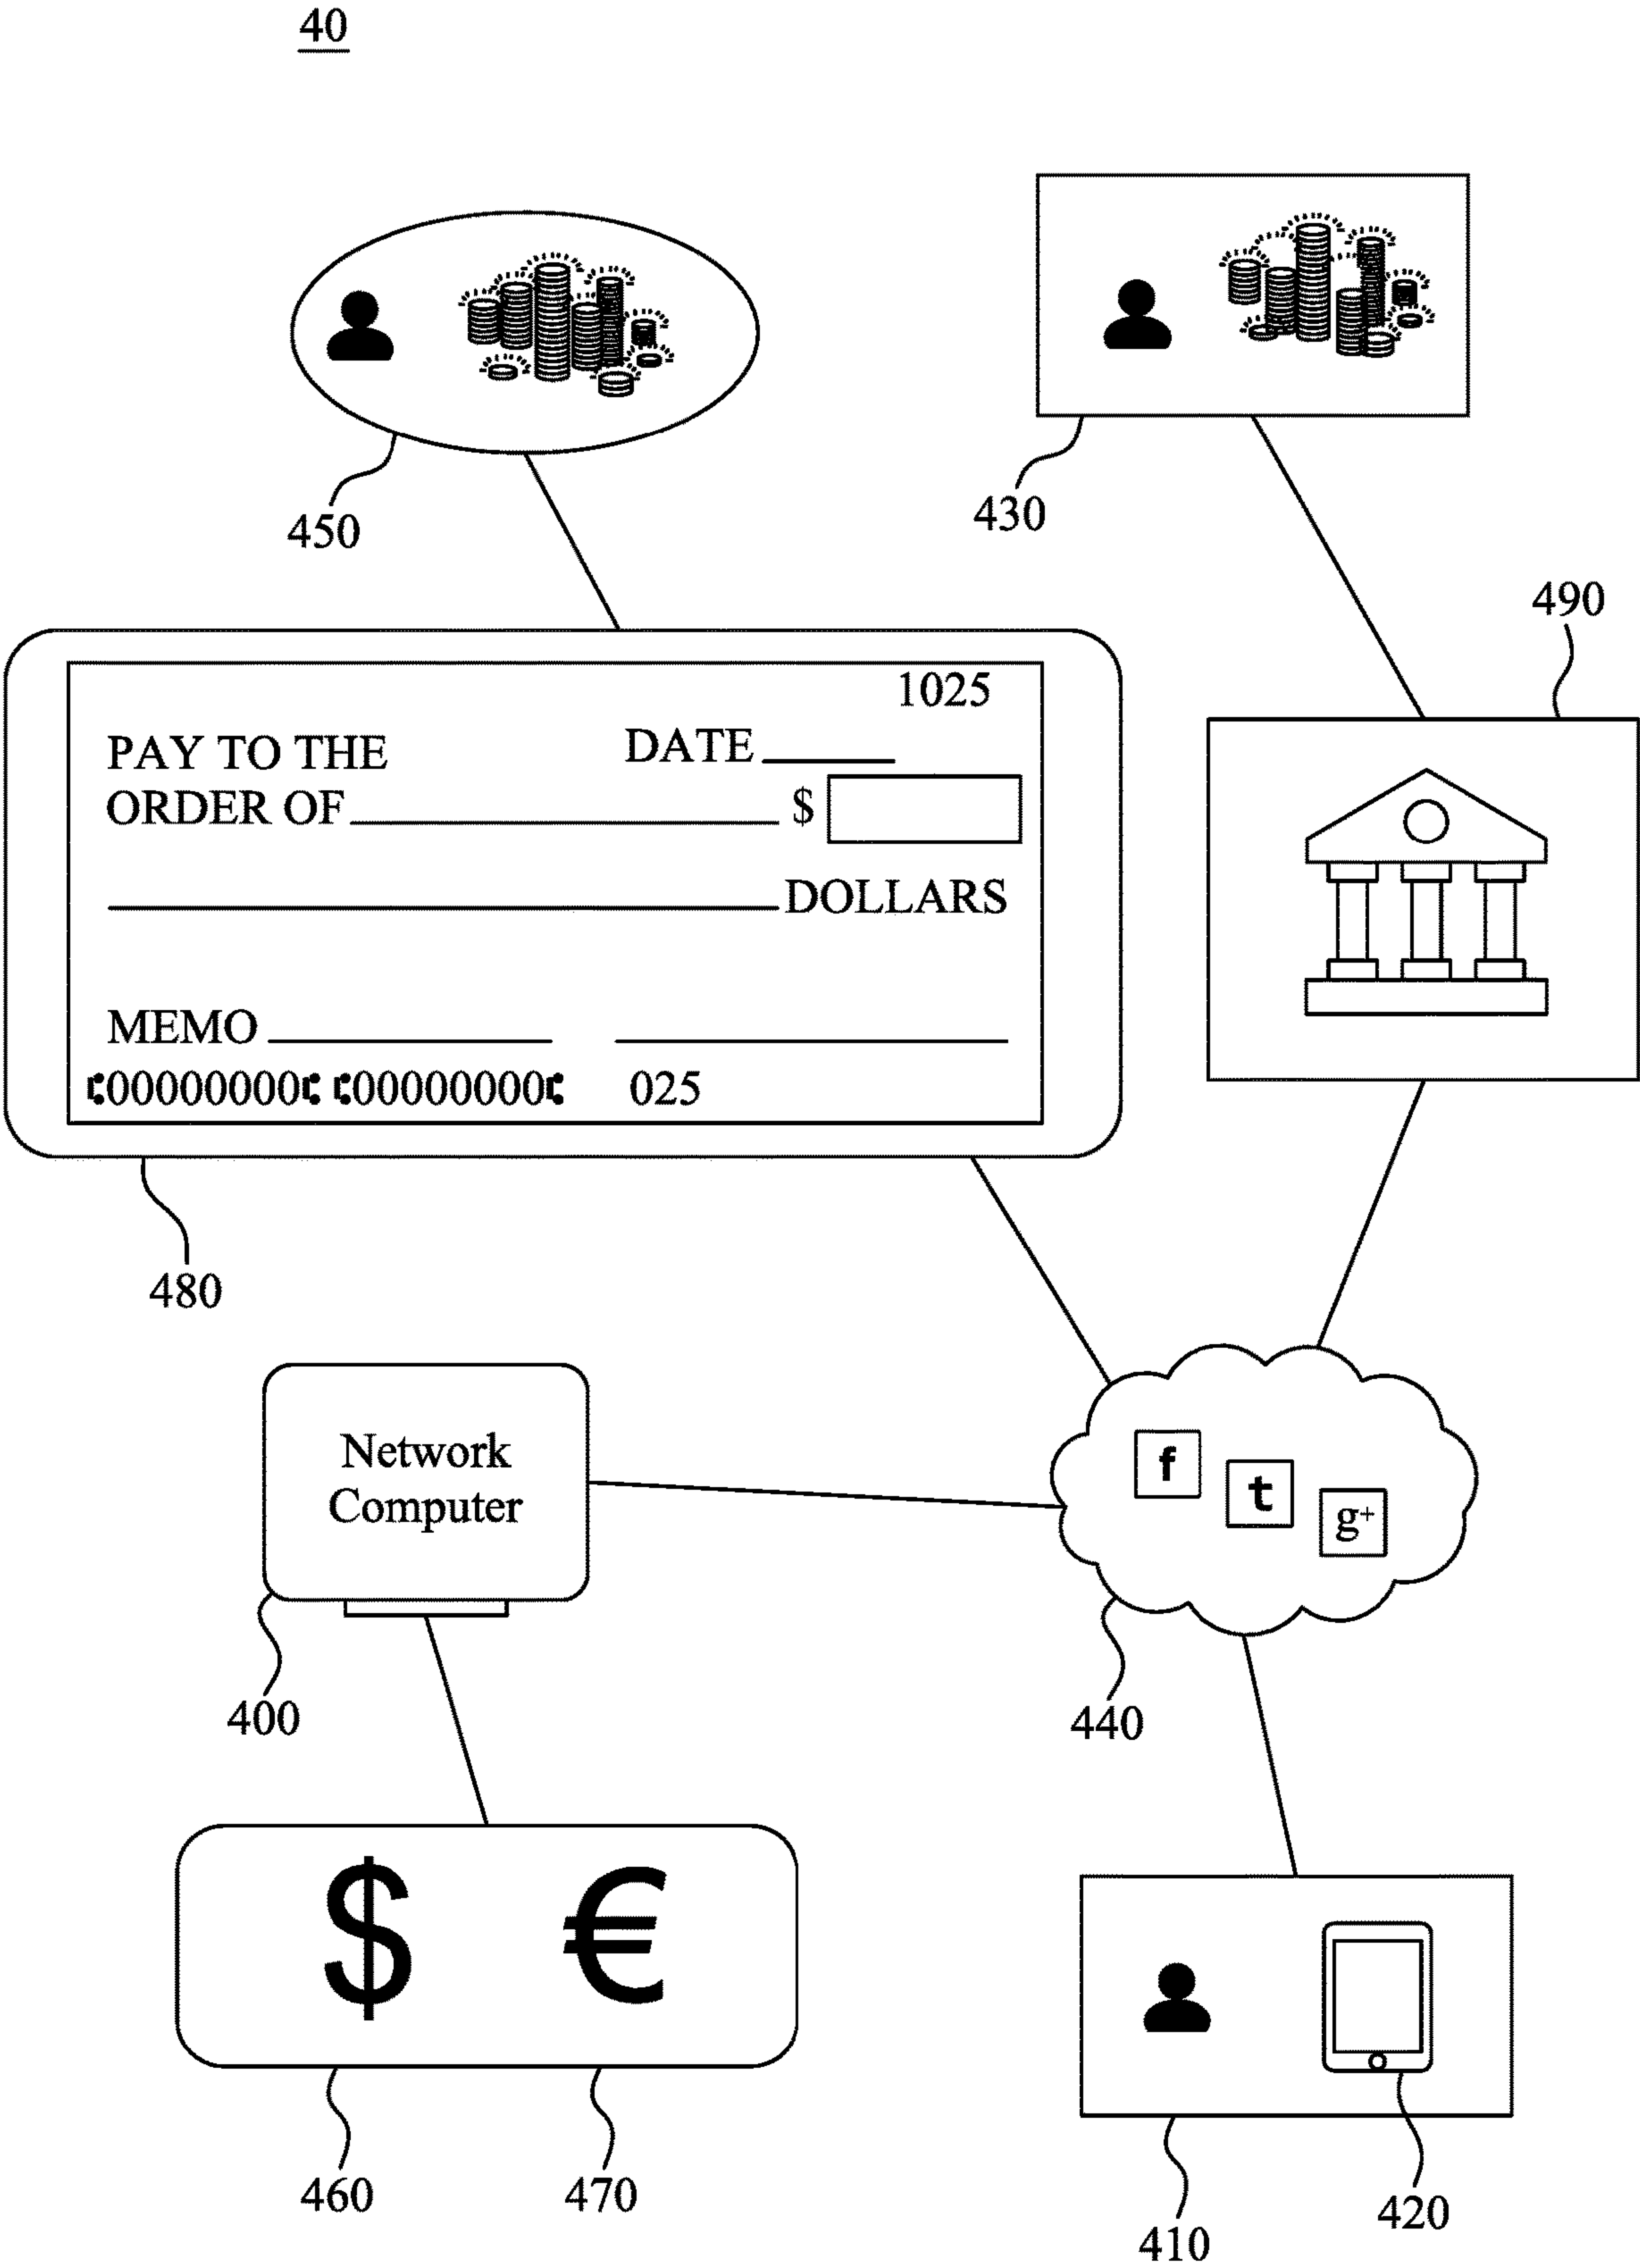 40
450
430
490
1025
PAY TO THE
DATE
ORDER OF $
DOLLARS
MEMO
⑆00000000⑆ ⑆00000000⑆ 025
480
Network
Computer
f
t
g+
400
440
$ €
460
470
410
420